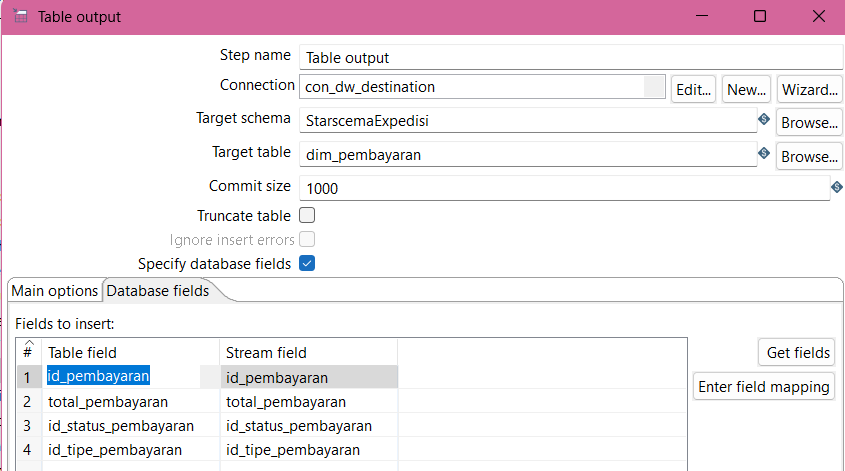 Table output
Step name Table output
Connection con_dw_destination Edit... New... Wizard...
Target schema StarscemaExpedisi Browse...
Target table dim_pembayaran Browse...
Commit size 1000
Truncate table
Ignore insert errors
Specify database fields
Main options Database fields
Fields to insert:
# Table field Stream field Get fields
1 id_pembayaran id_pembayaran Enter field mapping
2 total_pembayaran total_pembayaran
3 id_status_pembayaran id_status_pembayaran
4 id_tipe_pembayaran id_tipe_pembayaran